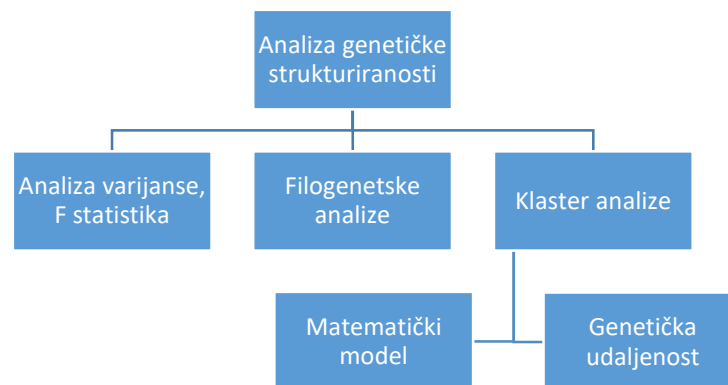 Analiza genetičke
strukturiranosti
Analiza varijanse,
F statistika
Filogenetske
analize
Klaster analize
Matematički
model
Genetička
udaljenost